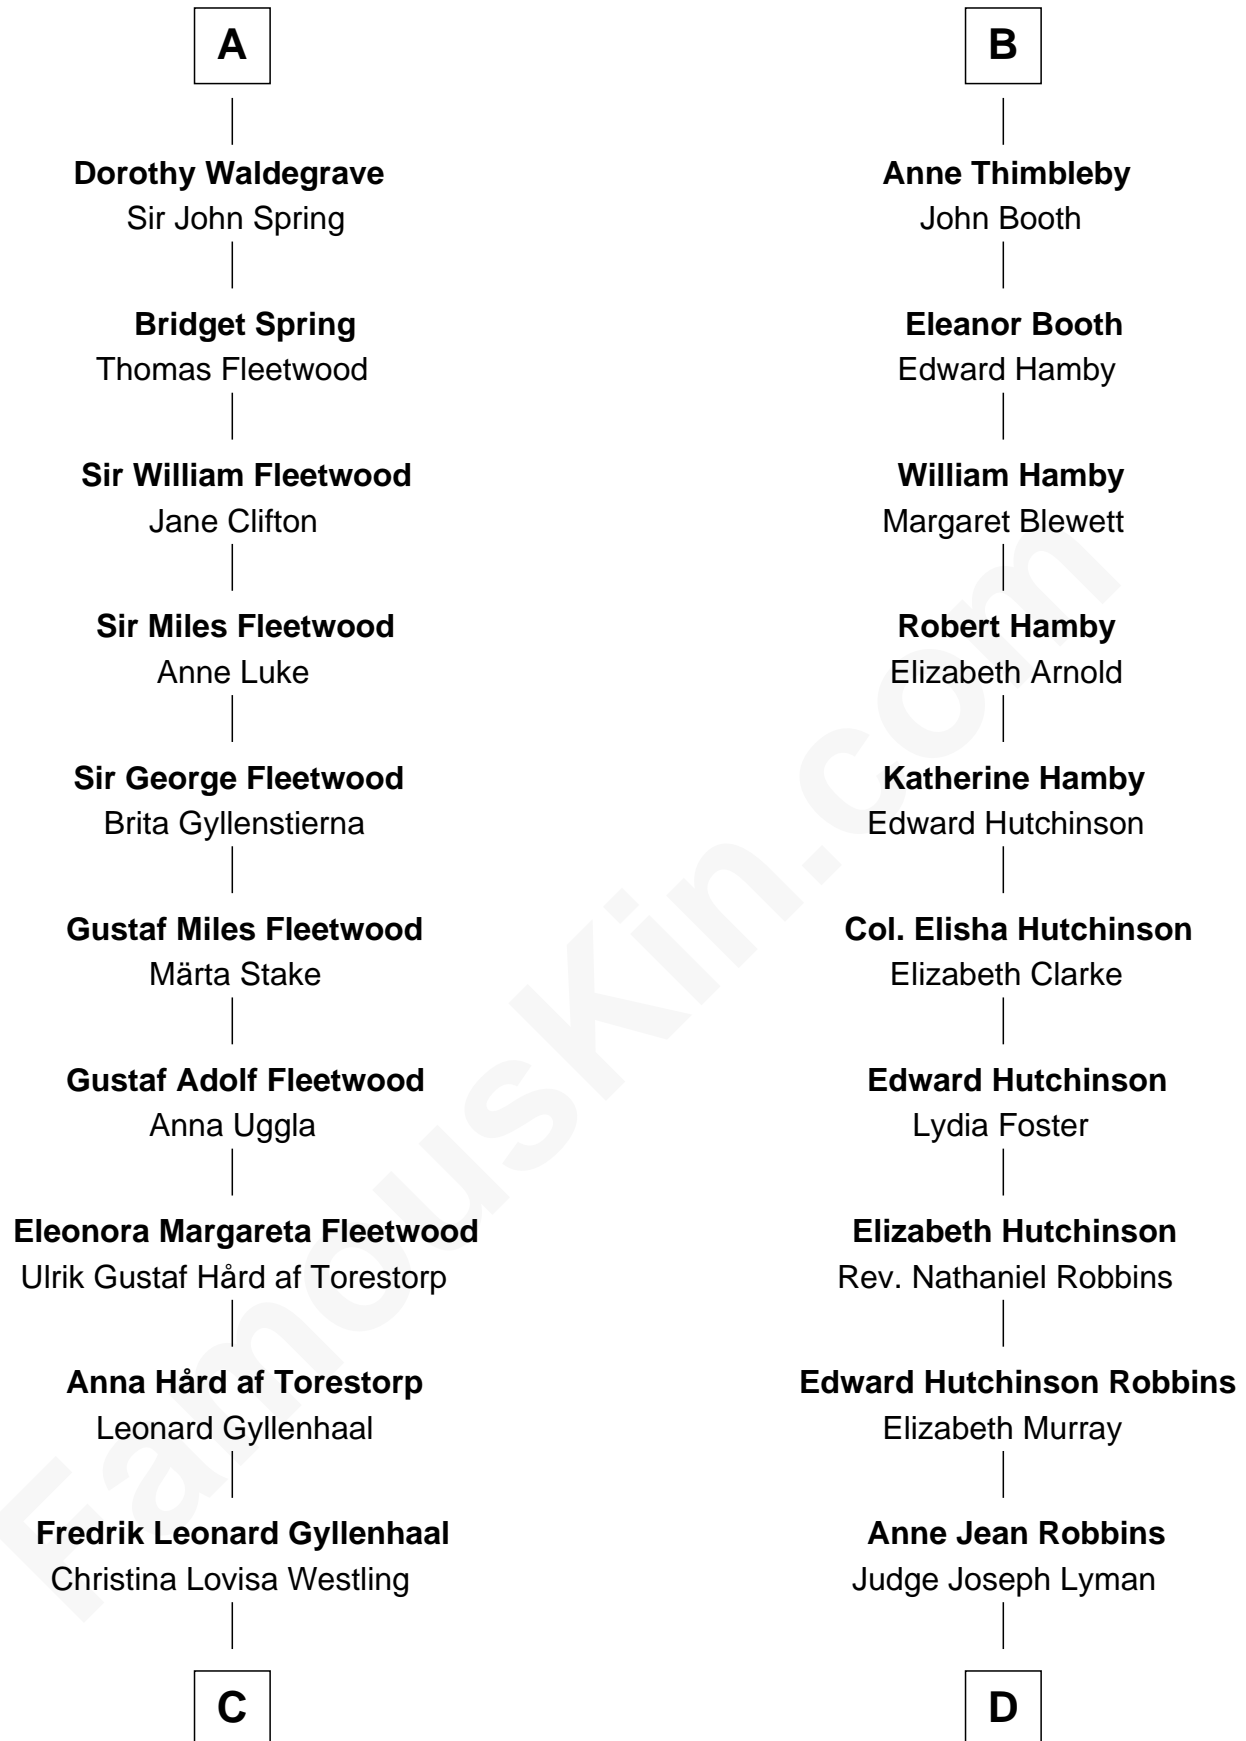 A
Dorothy Waldegrave
Sir John Spring
Bridget Spring
Thomas Fleetwood
Sir William Fleetwood
Jane Clifton
Sir Miles Fleetwood
Anne Luke
Sir George Fleetwood
Brita Gyllenstierna
Gustaf Miles Fleetwood
Märta Stake
Gustaf Adolf Fleetwood
Anna Uggla
Eleonora Margareta Fleetwood
Ulrik Gustaf Hård af Torestorp
Anna Hård af Torestorp
Leonard Gyllenhaal
Fredrik Leonard Gyllenhaal
Christina Lovisa Westling
C
B
Anne Thimbleby
John Booth
Eleanor Booth
Edward Hamby
William Hamby
Margaret Blewett
Robert Hamby
Elizabeth Arnold
Katherine Hamby
Edward Hutchinson
Col. Elisha Hutchinson
Elizabeth Clarke
Edward Hutchinson
Lydia Foster
Elizabeth Hutchinson
Rev. Nathaniel Robbins
Edward Hutchinson Robbins
Elizabeth Murray
Anne Jean Robbins
Judge Joseph Lyman
D
FamousKin.com